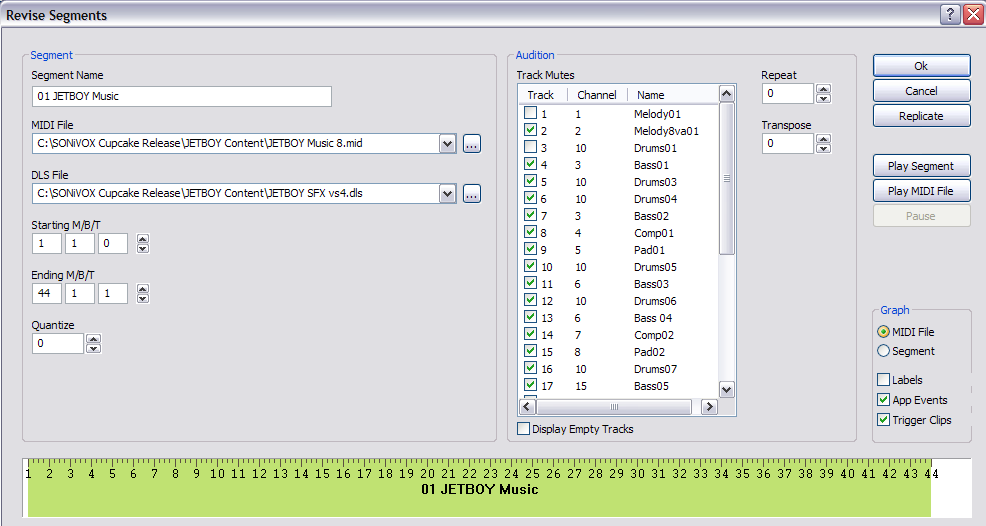 Revise Segments
Segment
Segment Name
01 JETBOY Music
MIDI File
C:\SONiVOX Cupcake Release\JETBOY Content\JETBOY Music 8.mid
...
DLS File
C:\SONiVOX Cupcake Release\JETBOY Content\JETBOY SFX vs4.dls
...
Starting M/B/T
1 1 0
Ending M/B/T
44 1 1
Quantize
0
Audition
Track Mutes
Track Channel Name
1 1 Melody01
2 2 Melody8va01
3 10 Drums01
4 3 Bass01
5 10 Drums03
6 10 Drums04
7 3 Bass02
8 4 Comp01
9 5 Pad01
10 10 Drums05
11 6 Bass03
12 10 Drums06
13 6 Bass 04
14 7 Comp02
15 8 Pad02
16 10 Drums07
17 15 Bass05
Display Empty Tracks
Repeat
0
Transpose
0
Ok
Cancel
Replicate
Play Segment
Play MIDI File
Pause
Graph
MIDI File
Segment
Labels
App Events
Trigger Clips
1 2 3 4 5 6 7 8 9 10 11 12 13 14 15 16 17 18 19 20 21 22 23 24 25 26 27 28 29 30 31 32 33 34 35 36 37 38 39 40 41 42 43 44
01 JETBOY Music